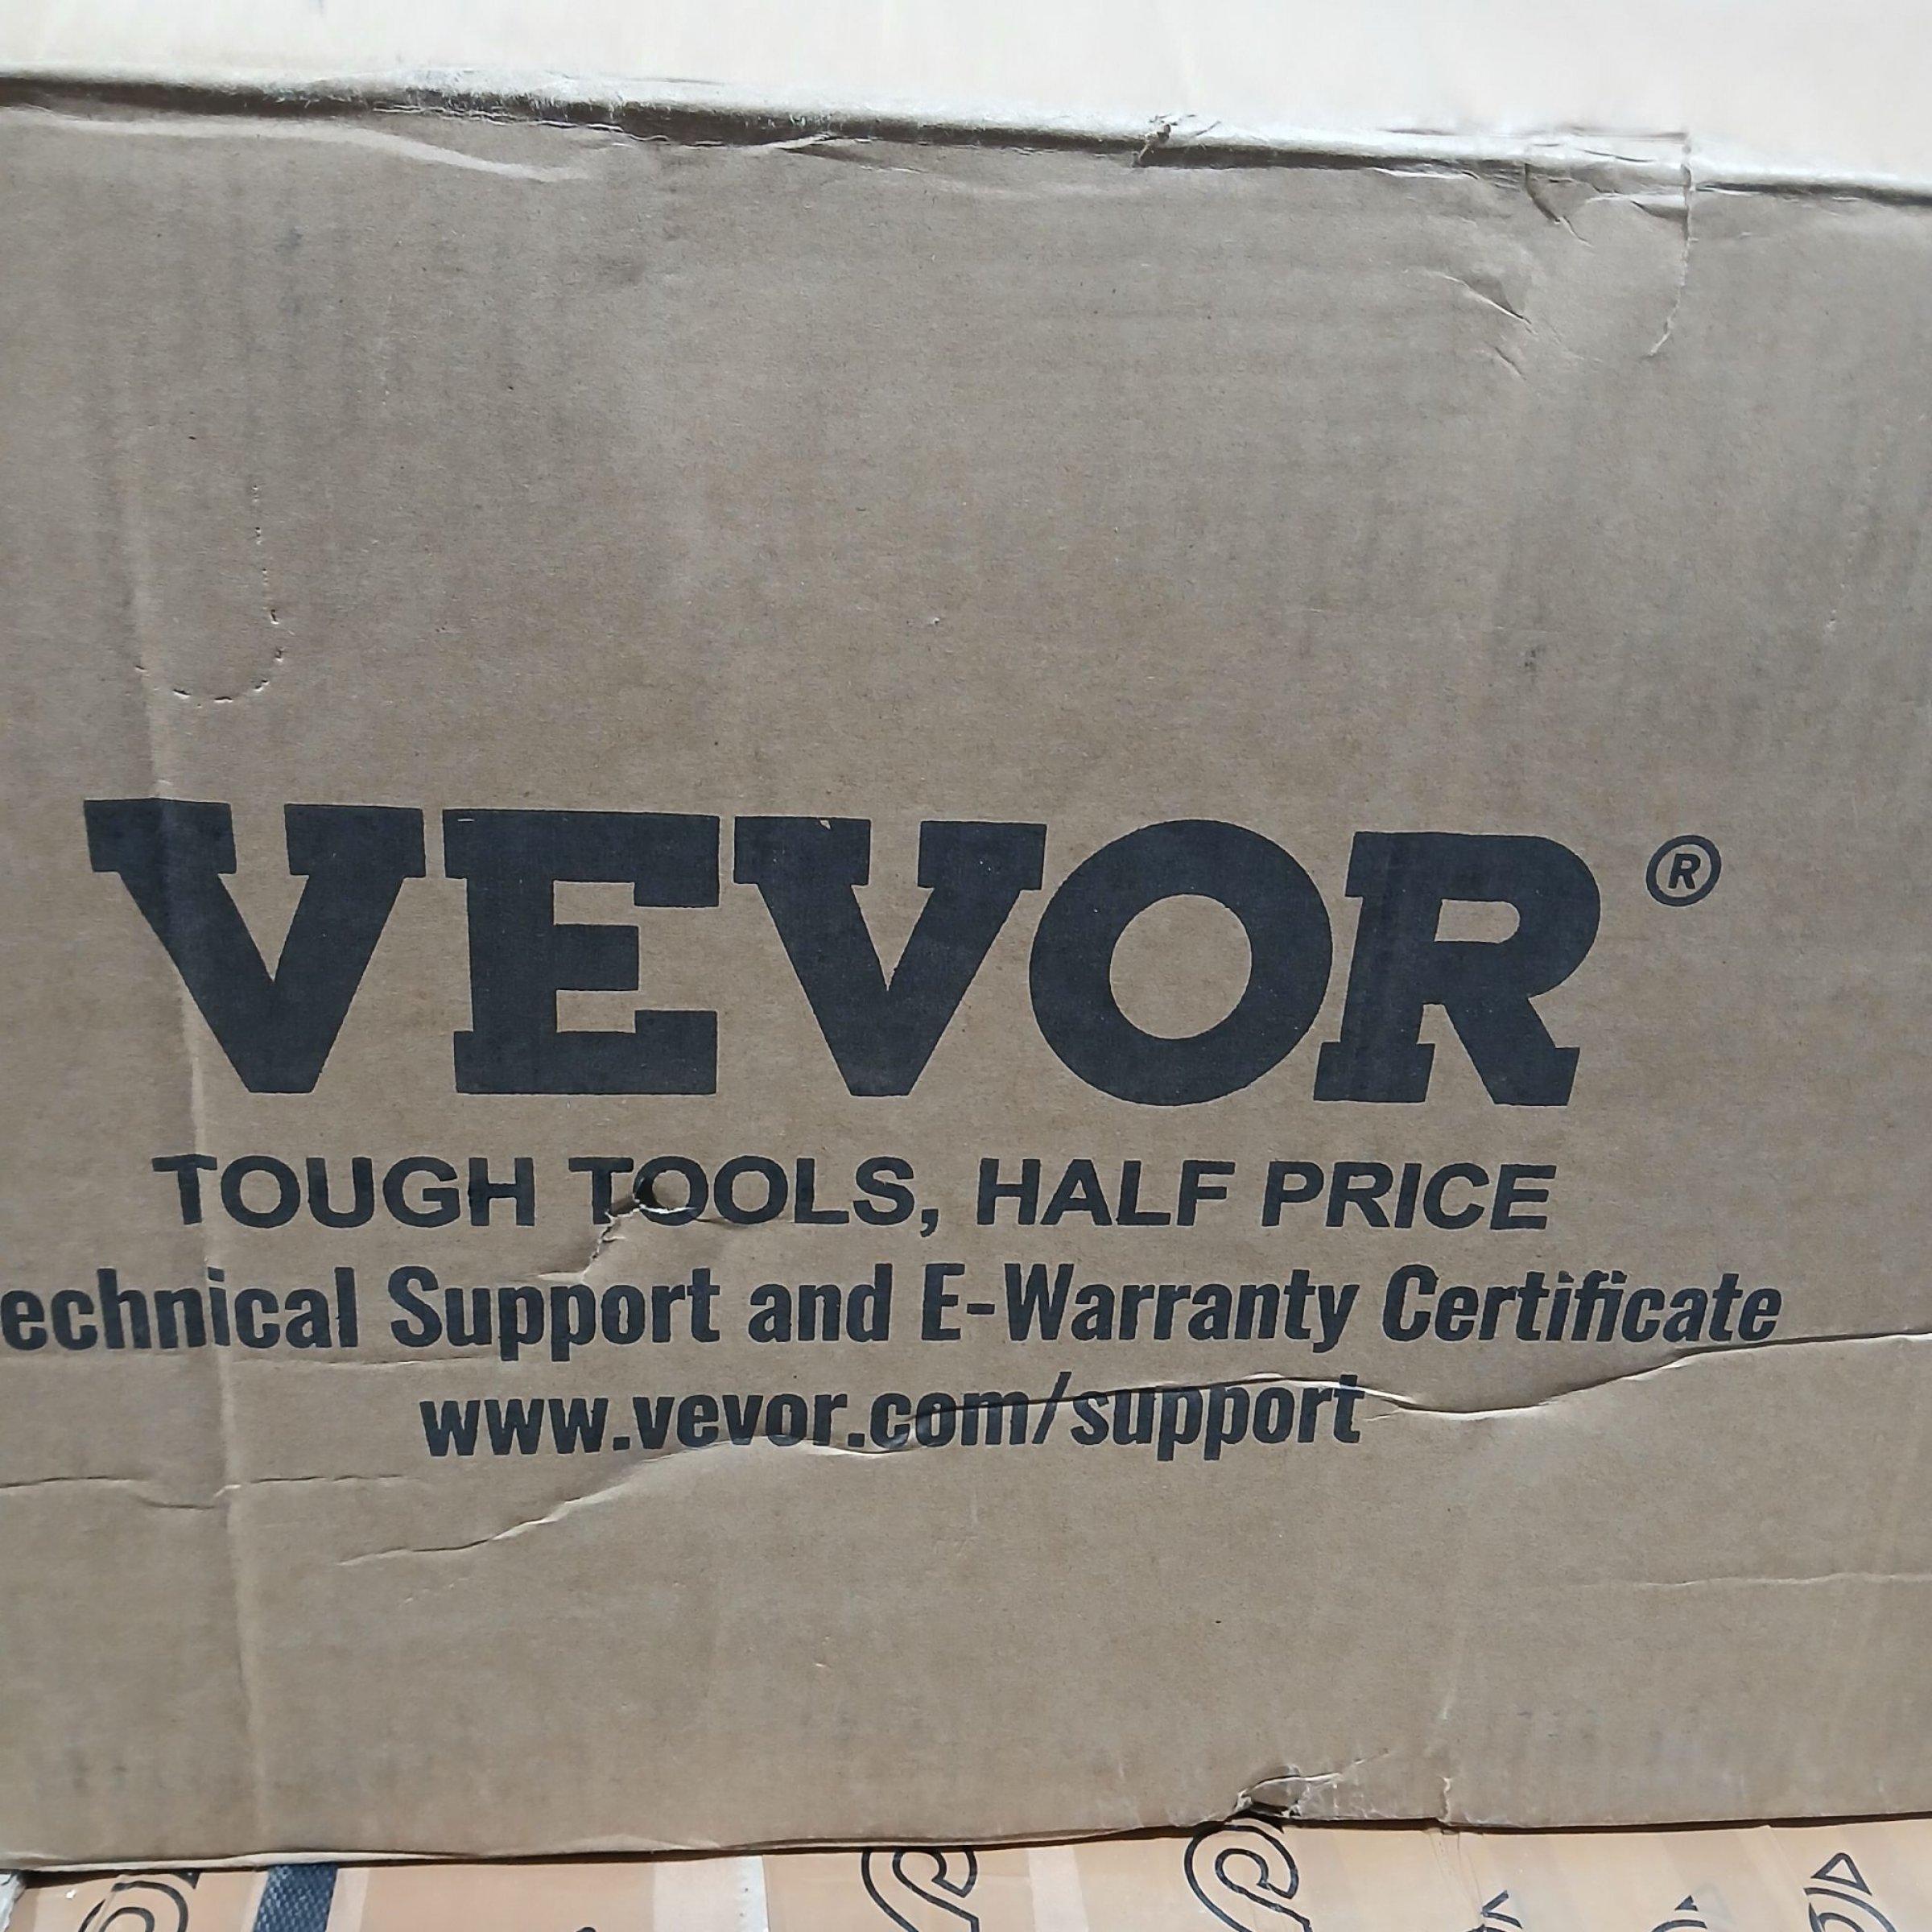 VEVOR®
TOUGH TOOLS, HALF PRICE
echnical Support and E-Warranty Certificate
www.vevor.com/support